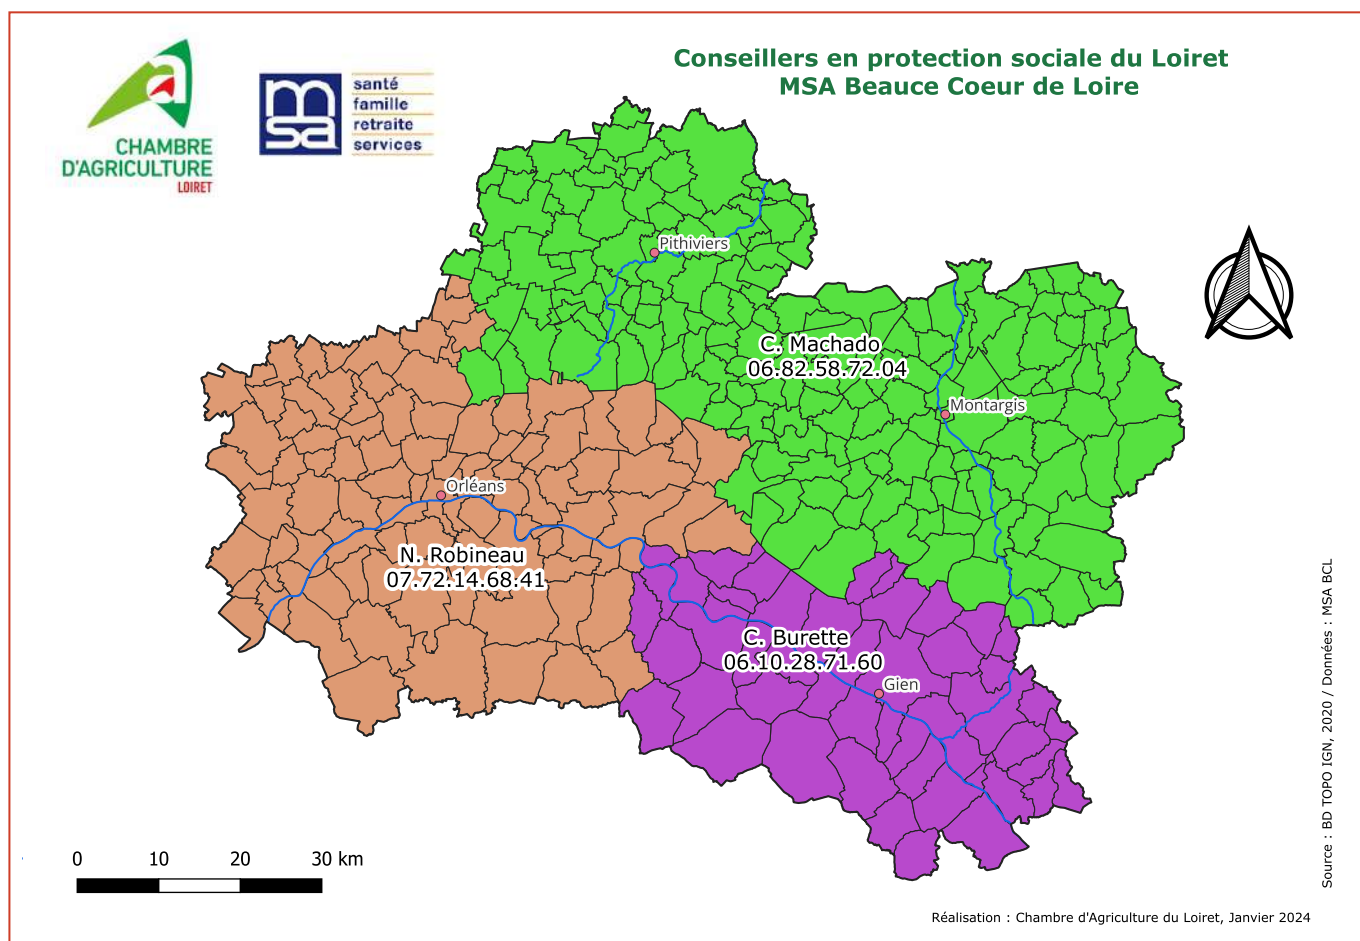 Conseillers en protection sociale du Loiret
MSA Beauce Coeur de Loire
a
CHAMBRE
D'AGRICULTURE
LOIRET
msa
santé
famille
retraite
services
Pithiviers
C. Machado
06.82.58.72.04
Montargis
Orléans
N. Robineau
07.72.14.68.41
C. Burette
06.10.28.71.60
Gien
0 10 20 30 km
Source : BD TOPO IGN, 2020 / Données : MSA BCL
Réalisation : Chambre d'Agriculture du Loiret, Janvier 2024